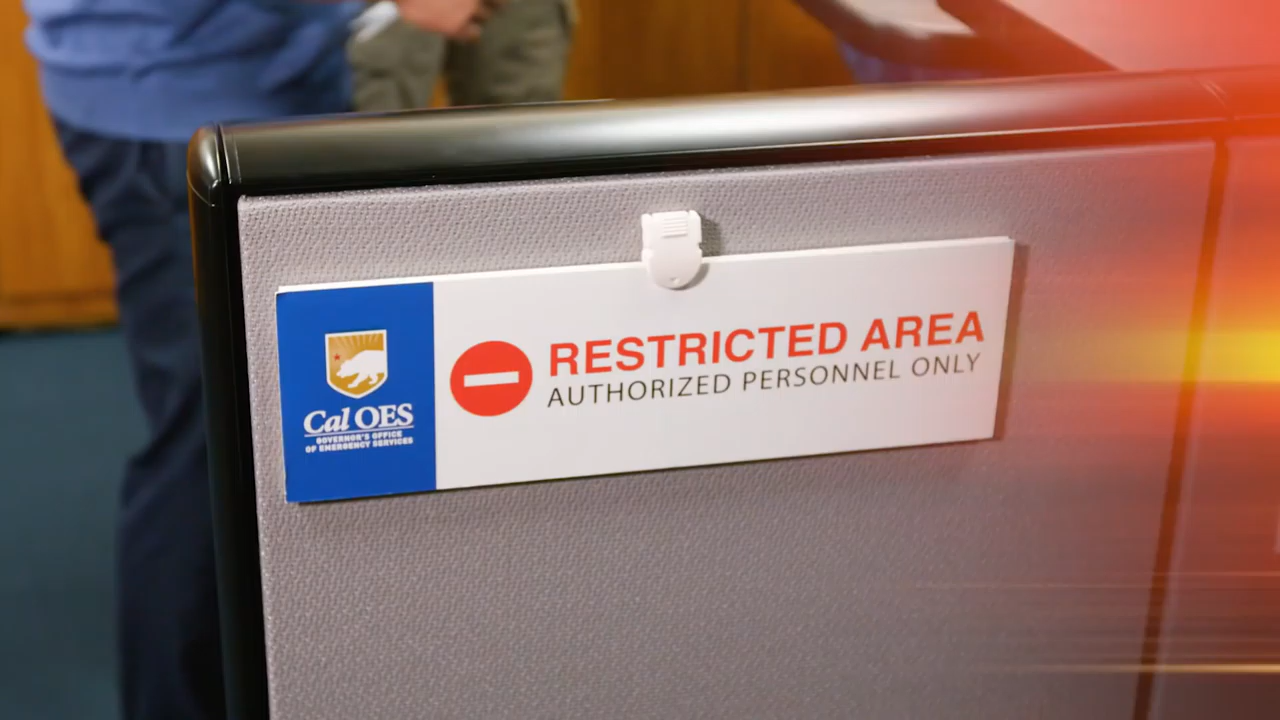 Cal OES
GOVERNOR'S OFFICE
OF EMERGENCY SERVICES
RESTRICTED AREA
AUTHORIZED PERSONNEL ONLY